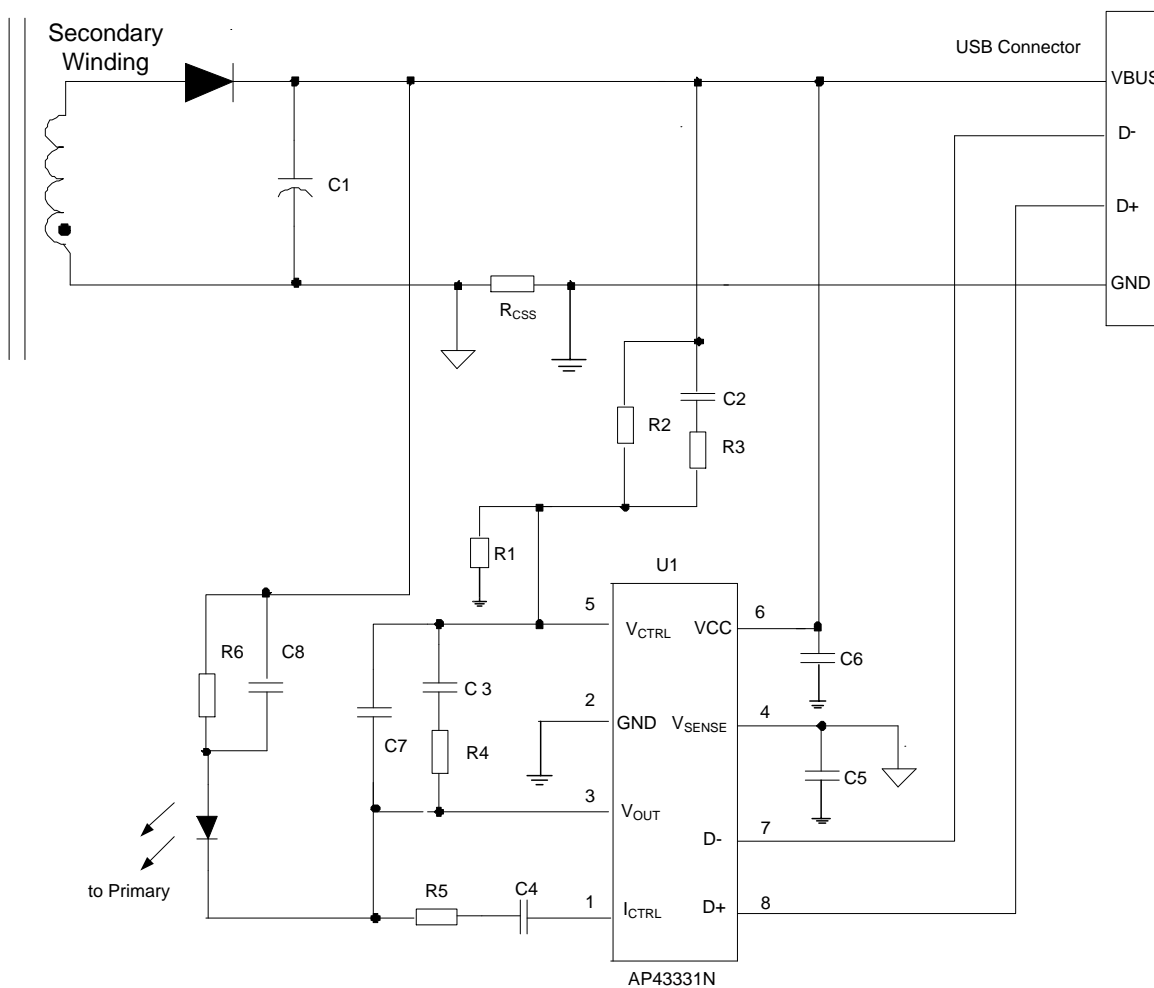 Secondary
Winding
USB Connector
VBUS
D-
C1
D+
GND
RCSS
C2
R2
R3
R1
U1
5
VCTRL
VCC
6
R6
C8
C 3
C6
2
GND
VSENSE
4
C7
R4
C5
3
VOUT
7
D-
to Primary
R5
C4
1
ICTRL
D+
8
AP43331N